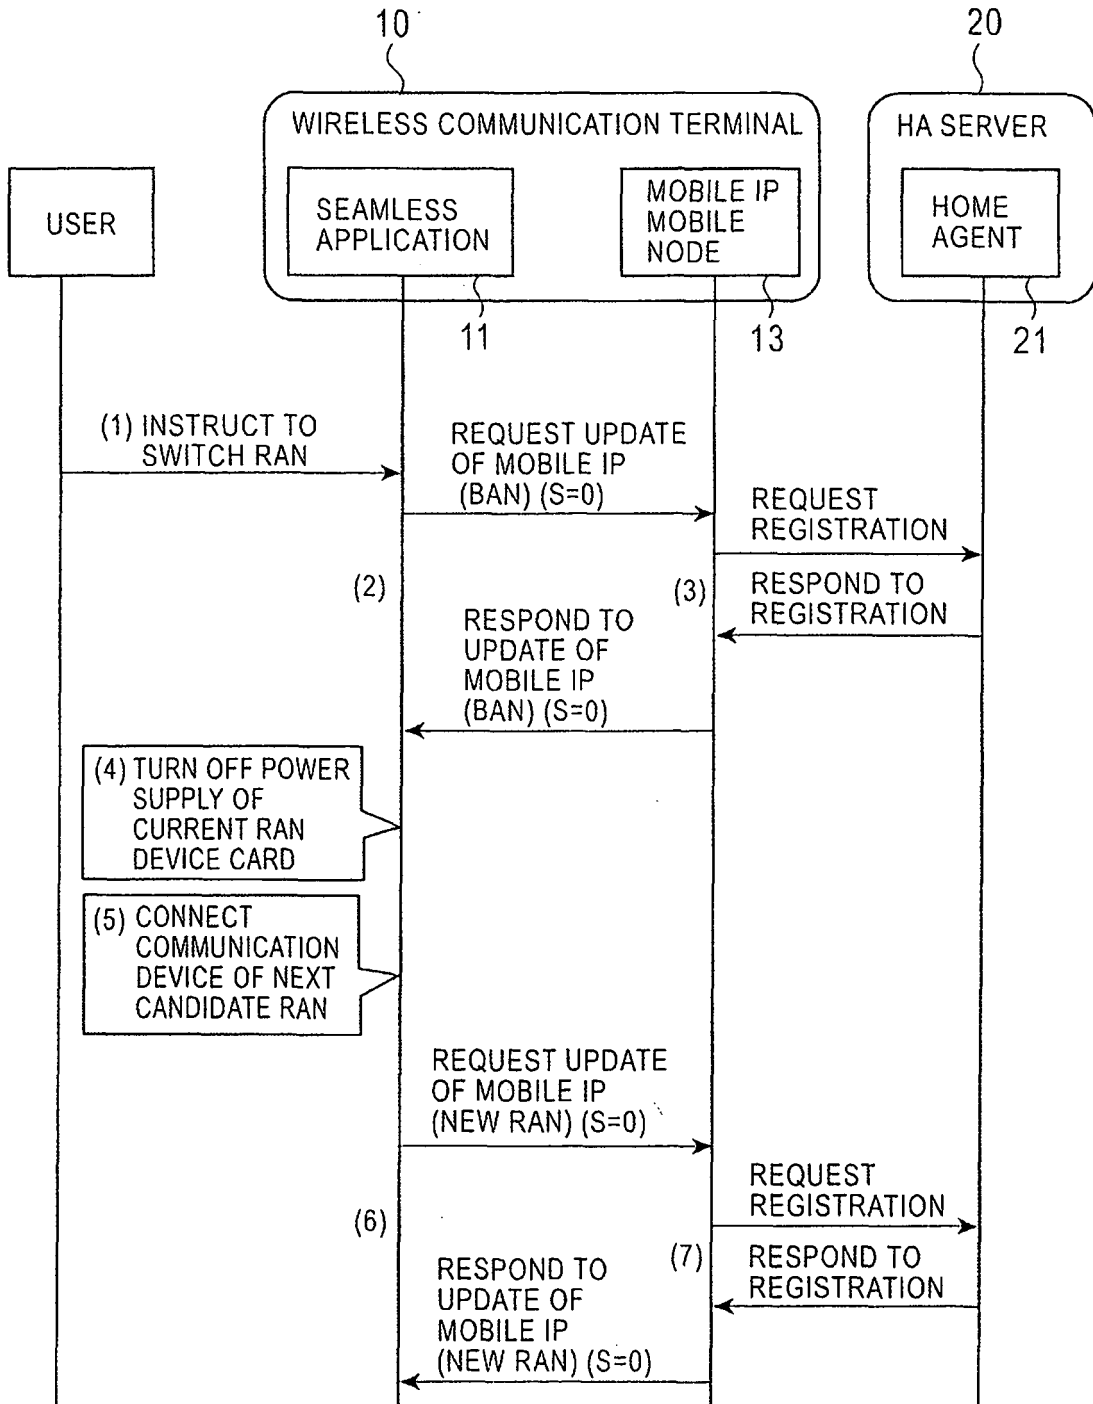 10
20
WIRELESS COMMUNICATION TERMINAL
HA SERVER
USER
SEAMLESS
APPLICATION
MOBILE IP
MOBILE
NODE
HOME
AGENT
11
13
21
(1) INSTRUCT TO
SWITCH RAN
REQUEST UPDATE
OF MOBILE IP
(BAN) (S=0)
REQUEST
REGISTRATION
(2)
(3)
RESPOND TO
REGISTRATION
RESPOND TO
UPDATE OF
MOBILE IP
(BAN) (S=0)
(4) TURN OFF POWER
SUPPLY OF
CURRENT RAN
DEVICE CARD
(5) CONNECT
COMMUNICATION
DEVICE OF NEXT
CANDIDATE RAN
REQUEST UPDATE
OF MOBILE IP
(NEW RAN) (S=0)
REQUEST
REGISTRATION
(6)
(7)
RESPOND TO
REGISTRATION
RESPOND TO
UPDATE OF
MOBILE IP
(NEW RAN) (S=0)